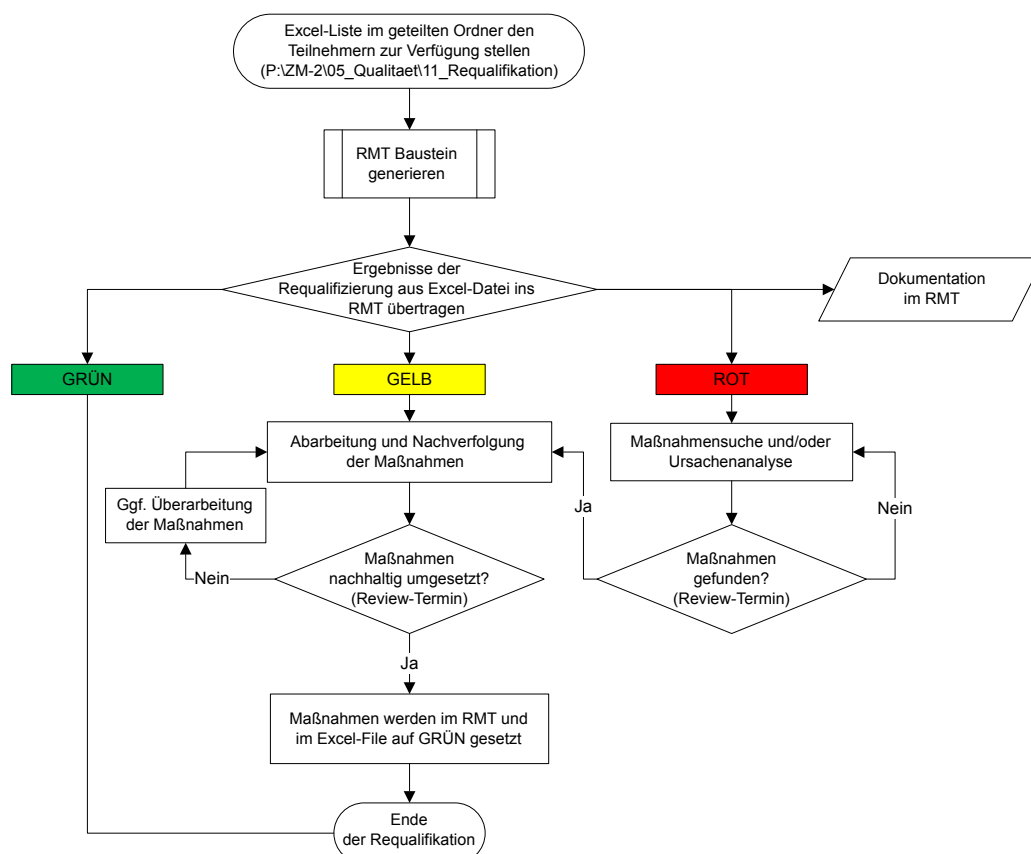 Excel-Liste im geteilten Ordner den
Teilnehmern zur Verfügung stellen
(P:\ZM-2\05_Qualitaet\11_Requalifikation)
RMT Baustein
generieren
Ergebnisse der
Requalifizierung aus Excel-Datei ins
RMT übertragen
Dokumentation
im RMT
GRÜN
GELB
ROT
Abarbeitung und Nachverfolgung
der Maßnahmen
Maßnahmensuche und/oder
Ursachenanalyse
Ggf. Überarbeitung
der Maßnahmen
Ja
Nein
Maßnahmen
nachhaltig umgesetzt?
(Review-Termin)
Nein
Maßnahmen
gefunden?
(Review-Termin)
Ja
Maßnahmen werden im RMT und
im Excel-File auf GRÜN gesetzt
Ende
der Requalifikation